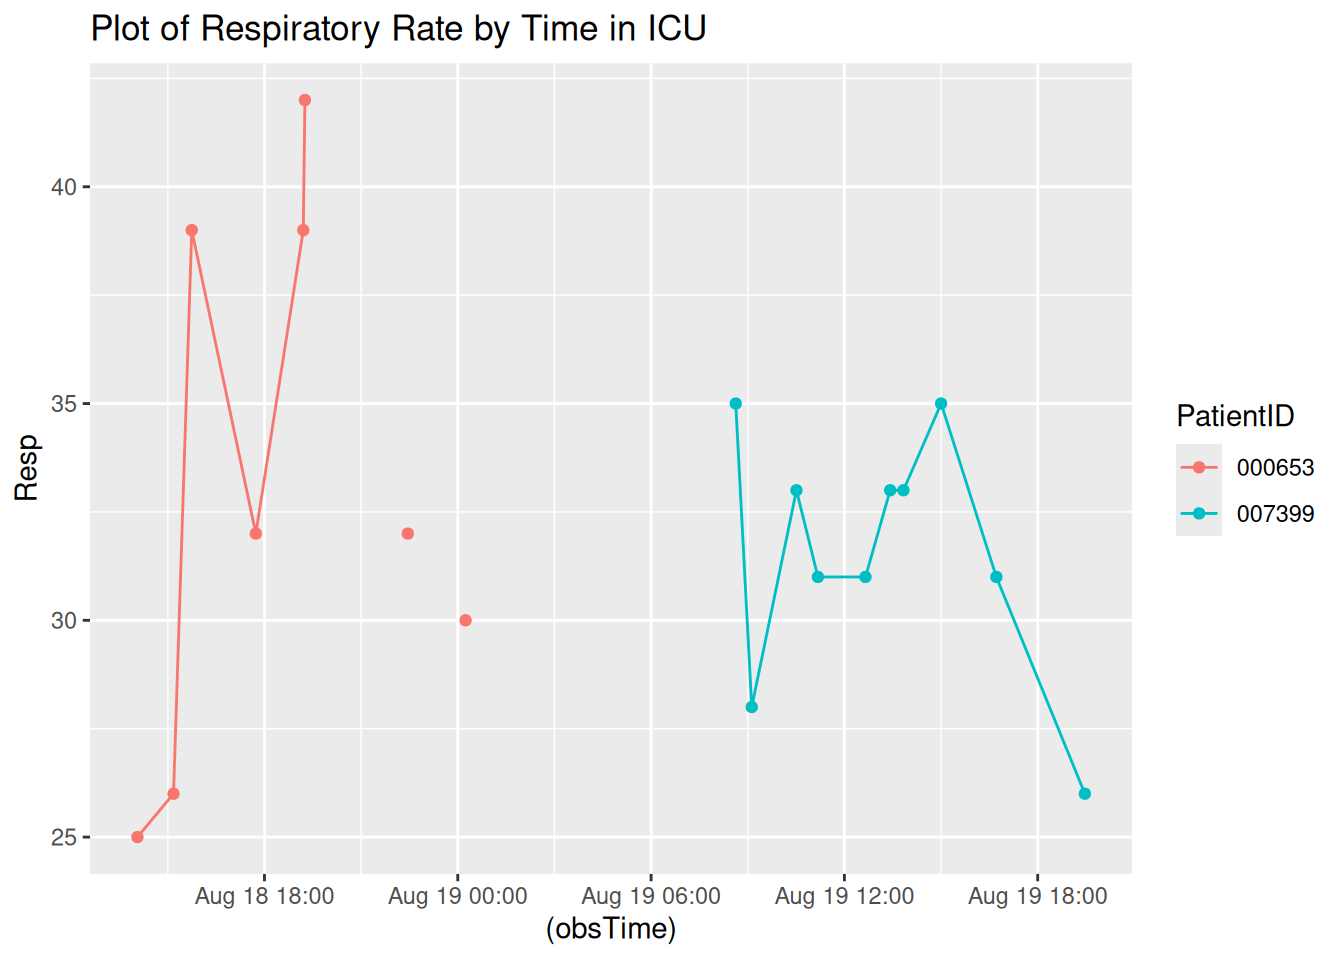 Plot of Respiratory Rate by Time in ICU
40
35
30
25
Resp
Aug 18 18:00 Aug 19 00:00 Aug 19 06:00 Aug 19 12:00 Aug 19 18:00
(obsTime)
PatientID
000653
007399